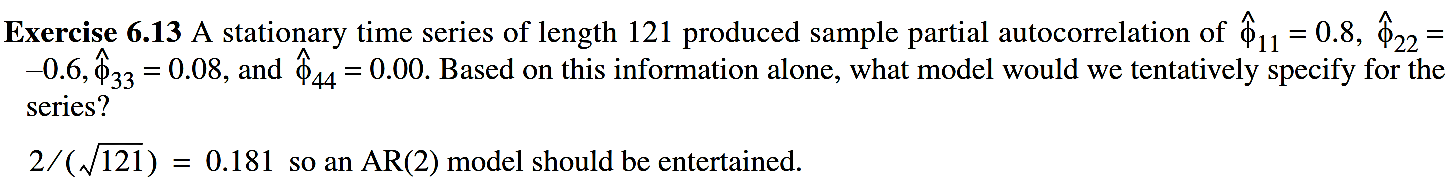 Exercise 6.13 A stationary time series of length 121 produced sample partial autocorrelation of ϕ̂₁₁ = 0.8, ϕ̂₂₂ =
–0.6, ϕ̂₃₃ = 0.08, and ϕ̂₄₄ = 0.00. Based on this information alone, what model would we tentatively specify for the
series?
2/(√121) = 0.181 so an AR(2) model should be entertained.